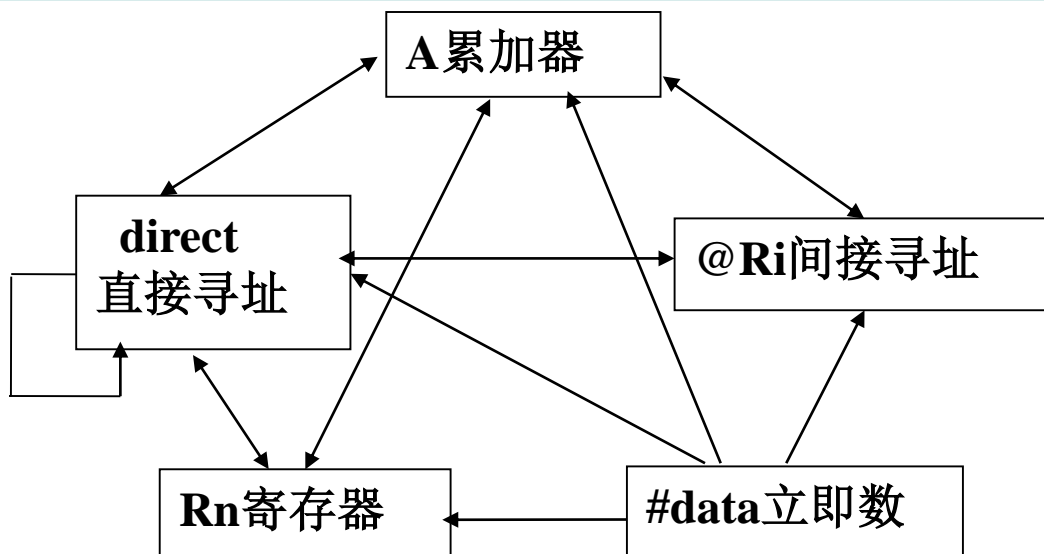 A累加器
direct
直接寻址
@Ri间接寻址
Rn寄存器
#data立即数